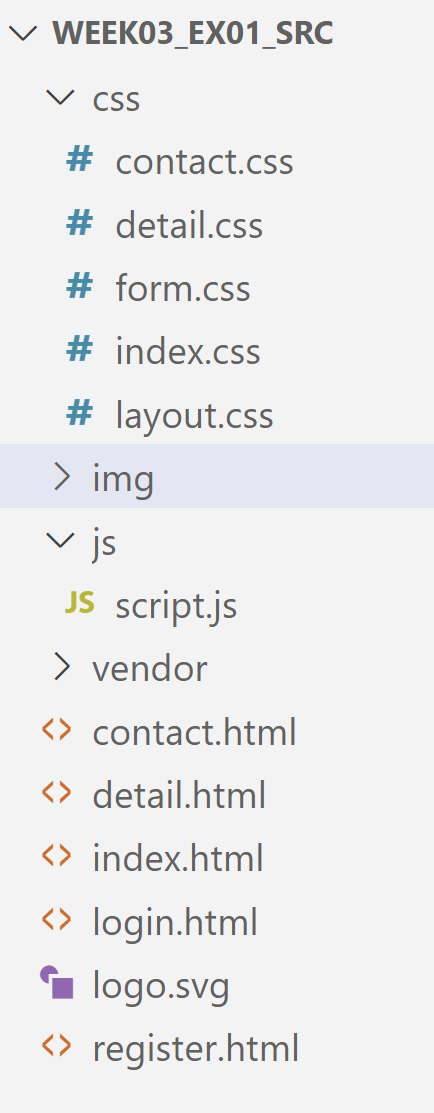 WEEK03_EX01_SRC
css
# contact.css
# detail.css
# form.css
# index.css
# layout.css
img
js
JS script.js
vendor
<> contact.html
<> detail.html
<> index.html
<> login.html
logo.svg
<> register.html